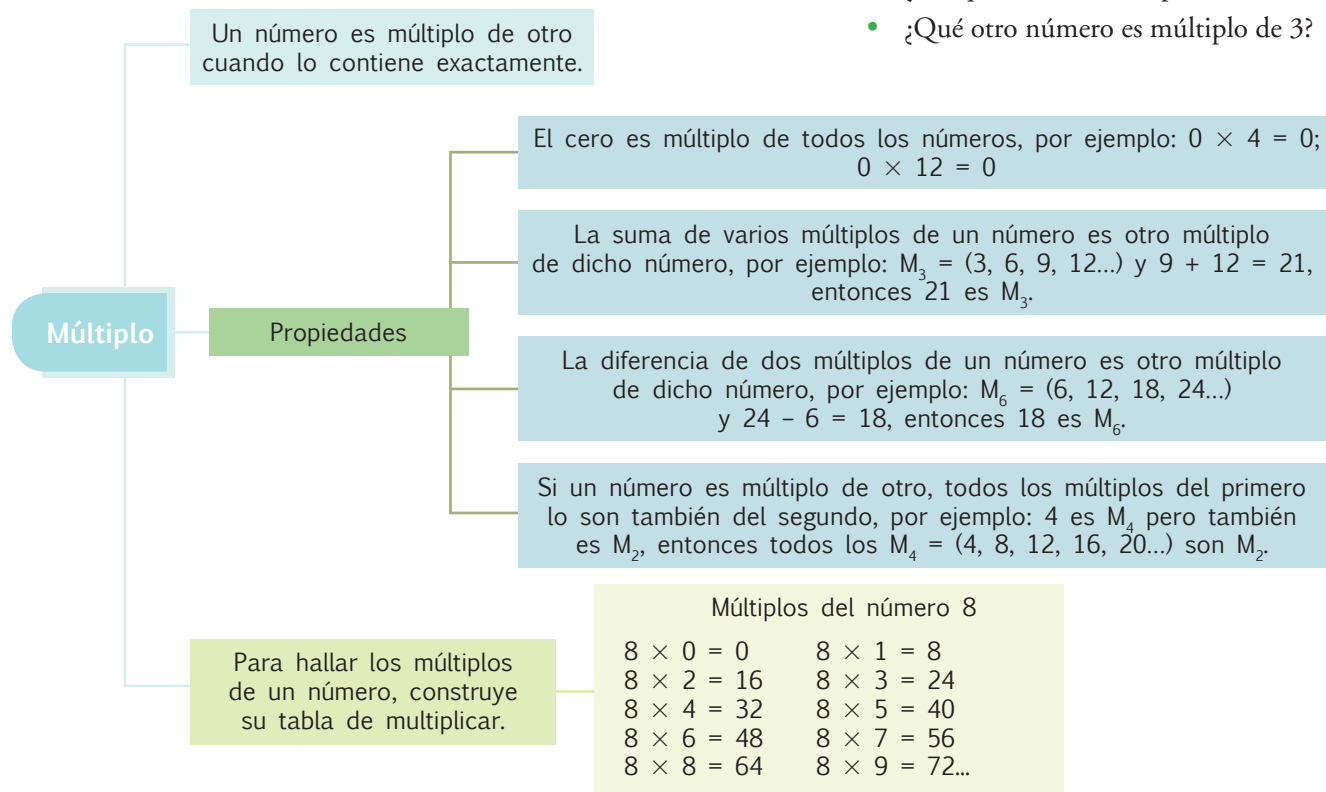 • ¿Qué otro número es múltiplo de 3?
Un número es múltiplo de otro
cuando lo contiene exactamente.
Múltiplo
Propiedades
El cero es múltiplo de todos los números, por ejemplo: 0 × 4 = 0;
0 × 12 = 0
La suma de varios múltiplos de un número es otro múltiplo
de dicho número, por ejemplo: M₃ = (3, 6, 9, 12...) y 9 + 12 = 21,
entonces 21 es M₃.
La diferencia de dos múltiplos de un número es otro múltiplo
de dicho número, por ejemplo: M₆ = (6, 12, 18, 24...)
y 24 – 6 = 18, entonces 18 es M₆.
Si un número es múltiplo de otro, todos los múltiplos del primero
lo son también del segundo, por ejemplo: 4 es M₄ pero también
es M₂, entonces todos los M₄ = (4, 8, 12, 16, 20...) son M₂.
Para hallar los múltiplos
de un número, construye
su tabla de multiplicar.
Múltiplos del número 8
8 × 0 = 0 8 × 1 = 8
8 × 2 = 16 8 × 3 = 24
8 × 4 = 32 8 × 5 = 40
8 × 6 = 48 8 × 7 = 56
8 × 8 = 64 8 × 9 = 72...